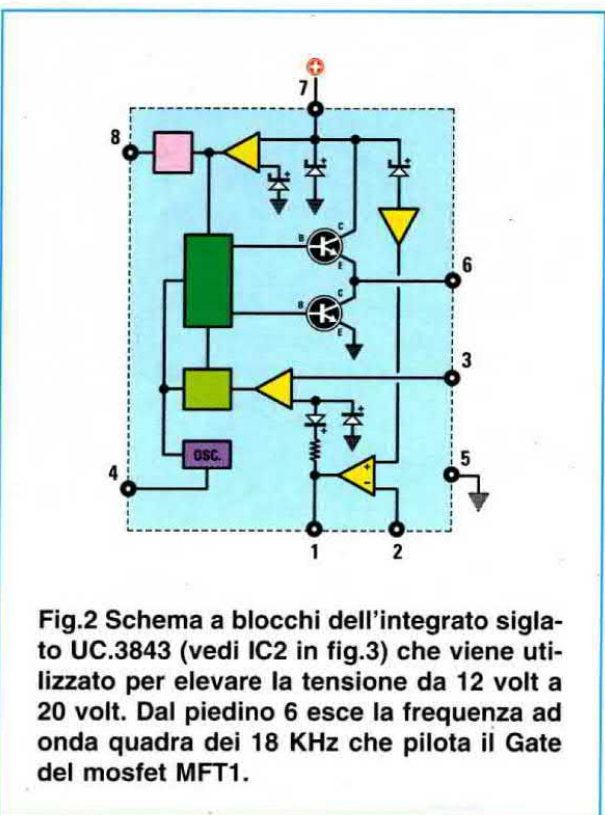 7
8
C
B
E
C
6
B
E
3
OSC.
+
-
5
4
1
2
Fig.2 Schema a blocchi dell'integrato sigla-
to UC.3843 (vedi IC2 in fig.3) che viene uti-
lizzato per elevare la tensione da 12 volt a
20 volt. Dal piedino 6 esce la frequenza ad
onda quadra dei 18 KHz che pilota il Gate
del mosfet MFT1.